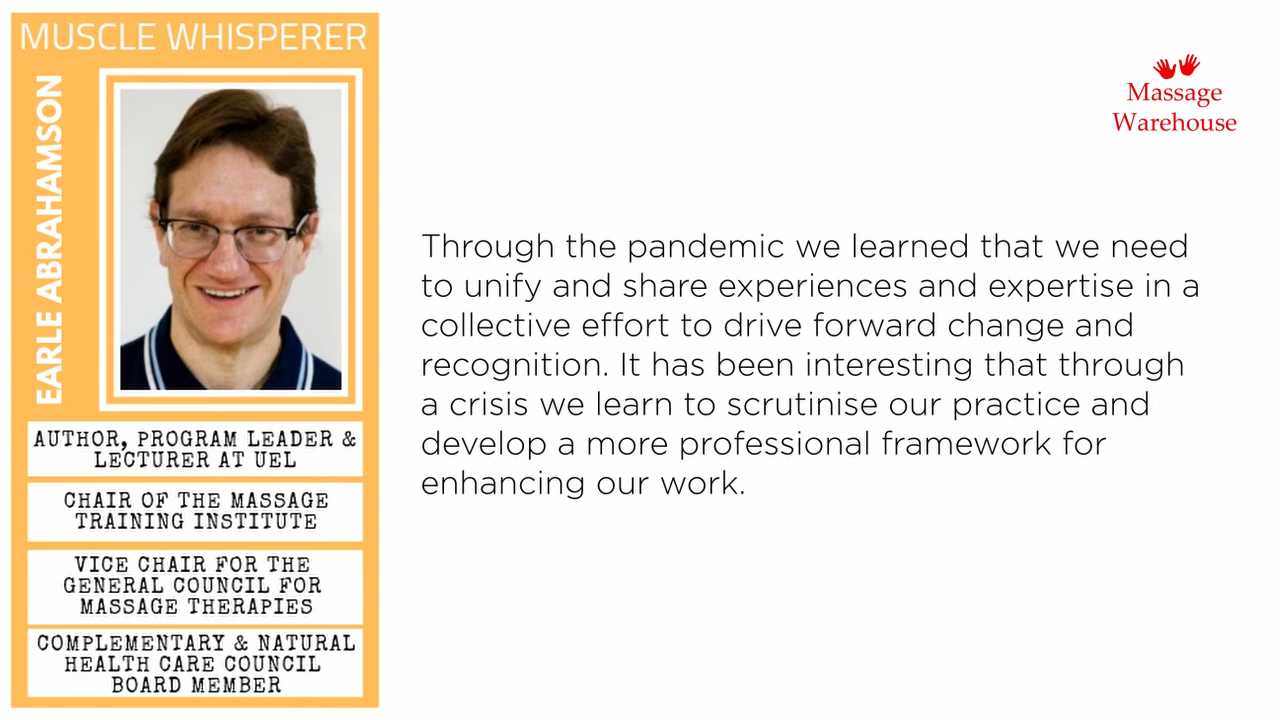 MUSCLE WHISPERER
EARLE ABRAHAMSON
AUTHOR, PROGRAM LEADER &
LECTURER AT UEL
CHAIR OF THE MASSAGE
TRAINING INSTITUTE
VICE CHAIR FOR THE
GENERAL COUNCIL FOR
MASSAGE THERAPIES
COMPLEMENTARY & NATURAL
HEALTH CARE COUNCIL
BOARD MEMBER
Massage
Warehouse
Through the pandemic we learned that we need
to unify and share experiences and expertise in a
collective effort to drive forward change and
recognition. It has been interesting that through
a crisis we learn to scrutinise our practice and
develop a more professional framework for
enhancing our work.